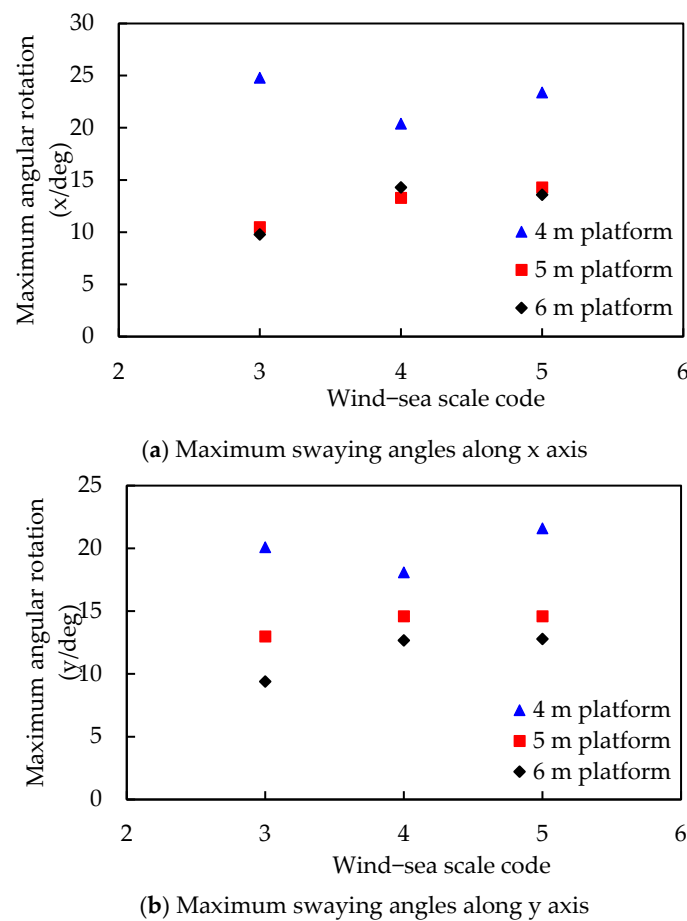 30
25
20
15
10
5
0
Maximum angular rotation
(x/deg)
4 m platform
5 m platform
6 m platform
2 3 4 5 6
Wind−sea scale code
(a) Maximum swaying angles along x axis
25
20
15
10
5
0
Maximum angular rotation
(y/deg)
4 m platform
5 m platform
6 m platform
2 3 4 5 6
Wind−sea scale code
(b) Maximum swaying angles along y axis